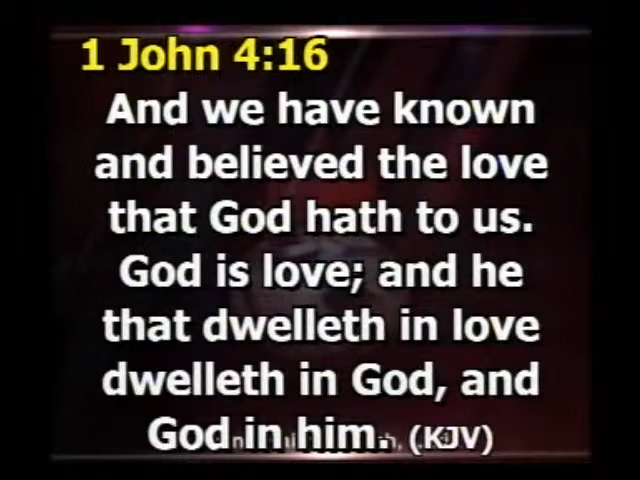 1 John 4:16
And we have known
and believed the love
that God hath to us.
God is love; and he
that dwelleth in love
dwelleth in God, and
God in him. (KJV)